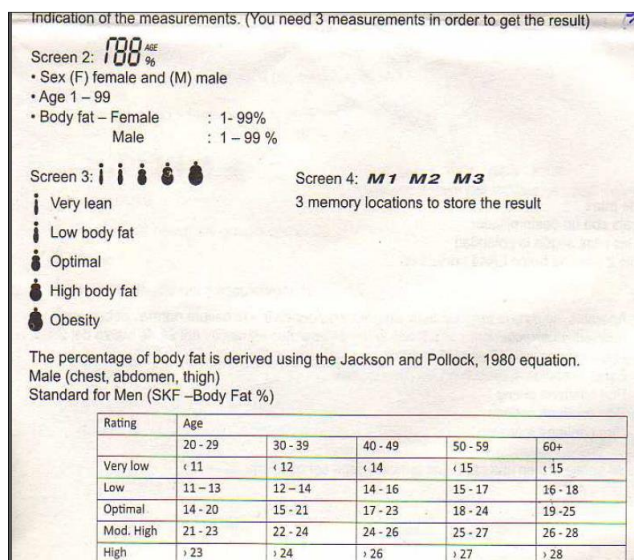 Indication of the measurements. (You need 3 measurements in order to get the result)
Screen 2: 188 AGE %
• Sex (F) female and (M) male
• Age 1 – 99
• Body fat – Female : 1- 99%
Male : 1 – 99 %
Screen 3: Screen 4: M1 M2 M3
Very lean 3 memory locations to store the result
Low body fat
Optimal
High body fat
Obesity
The percentage of body fat is derived using the Jackson and Pollock, 1980 equation.
Male (chest, abdomen, thigh)
Standard for Men (SKF –Body Fat %)
Rating Age
20 - 29 30 - 39 40 - 49 50 - 59 60+
Very low ‹ 11 ‹ 12 ‹ 14 ‹ 15 ‹ 15
Low 11 – 13 12 – 14 14 - 16 15 - 17 16 - 18
Optimal 14 - 20 15 - 21 17 - 23 18 - 24 19 -25
Mod. High 21 - 23 22 - 24 24 - 26 25 - 27 26 - 28
High › 23 › 24 › 26 › 27 › 28